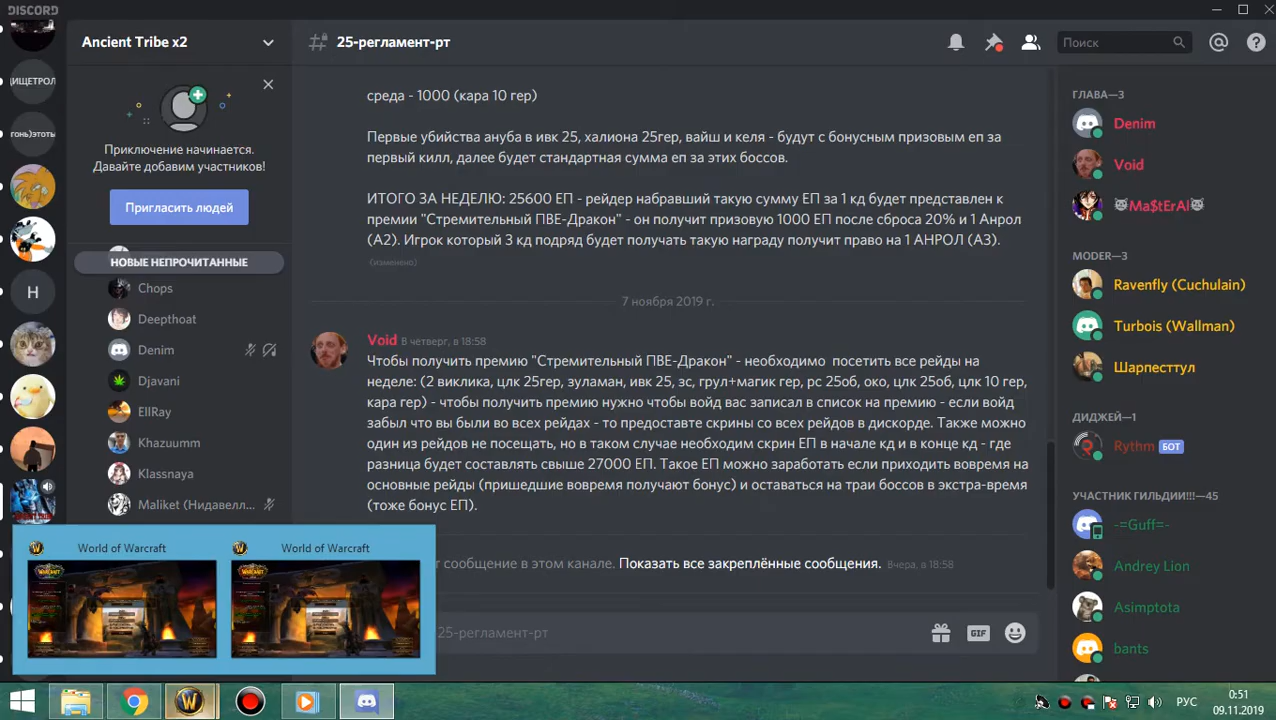 DISCORD
ДИЩЕТРОЛ
гонь)этоты
Н
Ancient Tribe x2
Приключение начинается.
Давайте добавим участников!
Пригласить людей
НОВЫЕ НЕПРОЧИТАННЫЕ
Chops
Deepthoat
Denim
Djavani
EllRay
Khazuumm
Klassnaya
Maliket (Нидавелл...
25-регламент-рт
Поиск
среда - 1000 (кара 10 гер)
Первые убийства ануба в ивк 25, халиона 25гер, вайш и келя - будут с бонусным призовым еп за
первый килл, далее будет стандартная сумма еп за этих боссов.
ИТОГО ЗА НЕДЕЛЮ: 25600 ЕП - рейдер набравший такую сумму ЕП за 1 кд будет представлен к
премии "Стремительный ПВЕ-Дракон" - он получит призовую 1000 ЕП после сброса 20% и 1 Анрол
(А2). Игрок который 3 кд подряд будет получать такую награду получит право на 1 АНРОЛ (А3).
(изменено)
7 ноября 2019 г.
Void В четверг, в 18:58
Чтобы получить премию "Стремительный ПВЕ-Дракон" - необходимо посетить все рейды на
неделе: (2 виклика, цлк 25гер, зуламан, ивк 25, зс, грул+магик гер, рс 25об, око, цлк 25об, цлк 10 гер,
кара гер) - чтобы получить премию нужно чтобы войд вас записал в список на премию - если войд
забыл что вы были во всех рейдах - то предоставте скрины со всех рейдов в дискорде. Также можно
один из рейдов не посещать, но в таком случае необходим скрин ЕП в начале кд и в конце кд - где
разница будет составлять свыше 27000 ЕП. Такое ЕП можно заработать если приходить вовремя на
основные рейды (пришедшие вовремя получают бонус) и оставаться на траи боссов в экстра-время
(тоже бонус ЕП).
т сообщение в этом канале. Показать все закреплённые сообщения. Вчера, в 18:58
25-регламент-рт
GIF
ГЛАВА—3
Denim
Void
Ma$tErAl
MODER—3
Ravenfly (Cuchulain)
Turbois (Wallman)
Шарпесттул
ДИДЖЕЙ—1
Rythm БОТ
УЧАСТНИК ГИЛЬДИИ!!!—45
-=Guff=-
Andrey Lion
Asimptota
bants
World of Warcraft
World of Warcraft
РУС
0:51
09.11.2019